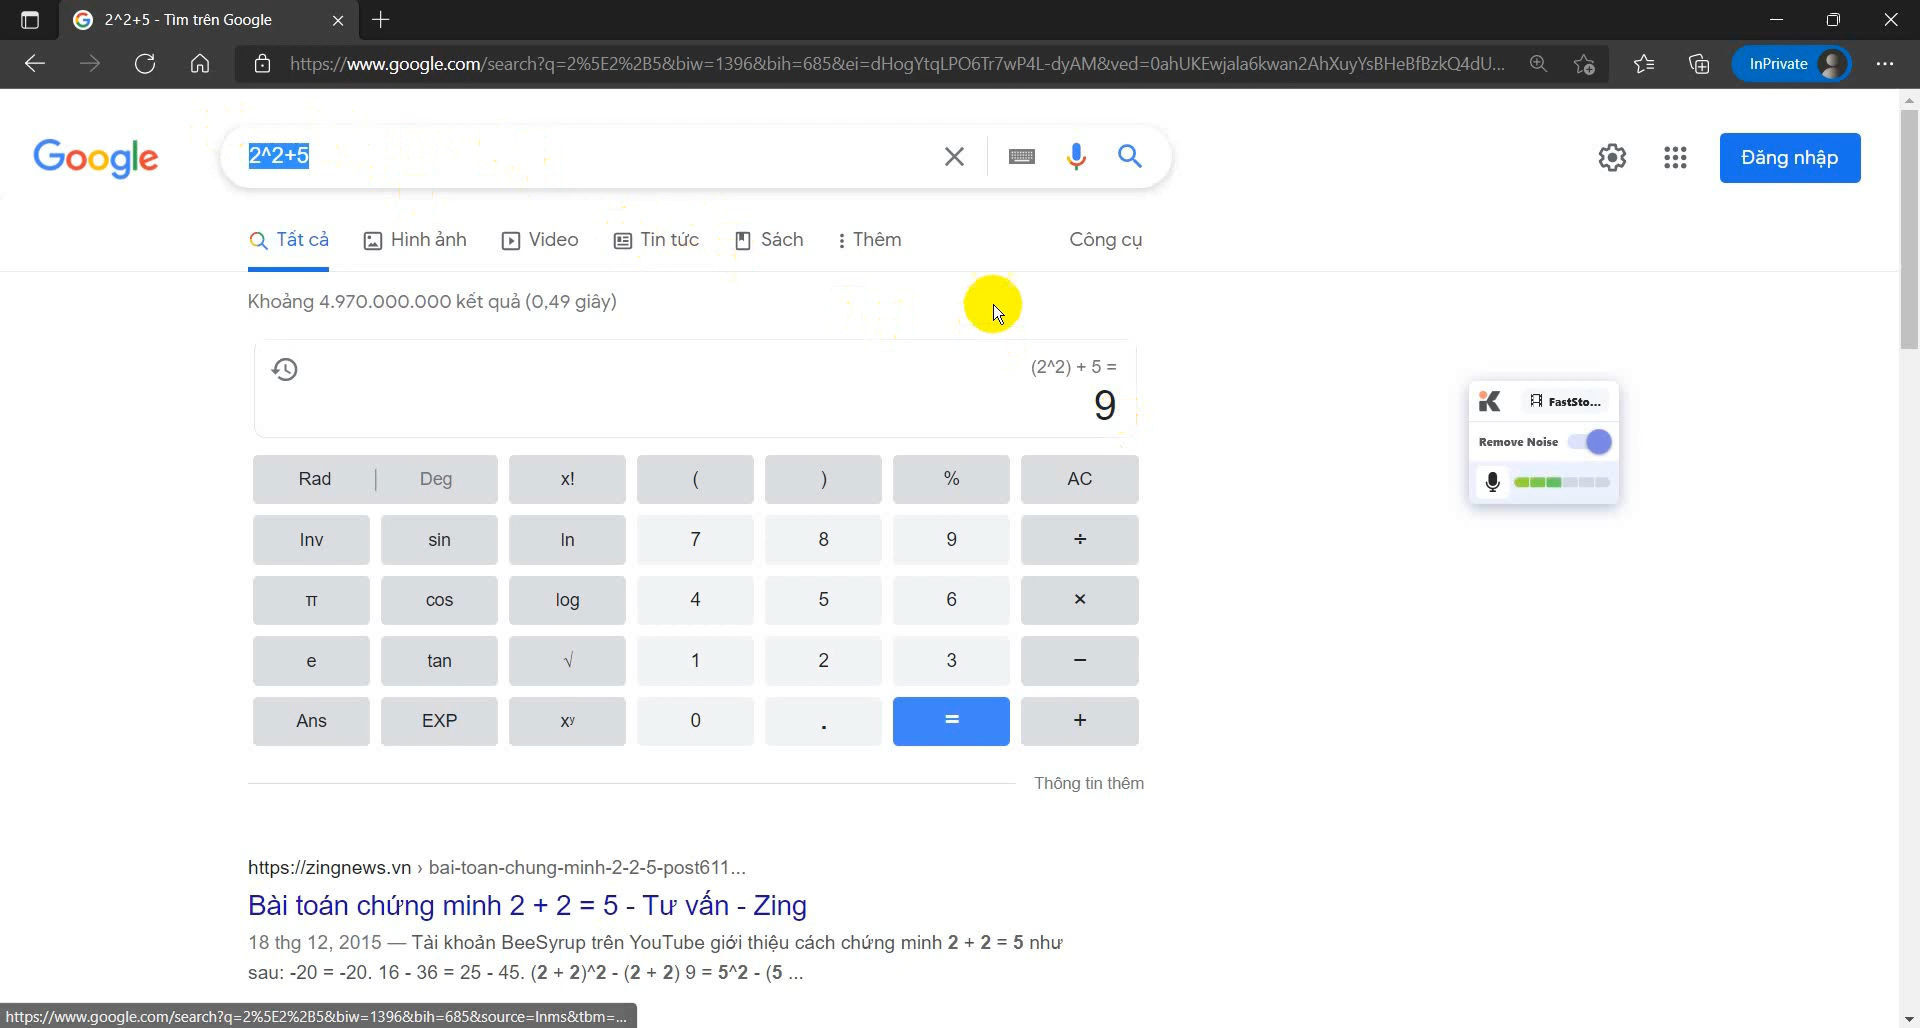 2^2+5 - Tìm trên Google
https://www.google.com/search?q=2%5E2%2B5&biw=1396&bih=685&ei=dHogYtqLPO6Tr7wP4L-dyAM&ved=0ahUKEwjala6kwan2AhXuyYsBHeBfBzkQ4dU...
InPrivate
Google
2^2+5
Đăng nhập
Tất cả
Hình ảnh
Video
Tin tức
Sách
Thêm
Công cụ
Khoảng 4.970.000.000 kết quả (0,49 giây)
(2^2) + 5 =
9
FastSto...
Remove Noise
Rad | Deg x! ( ) % AC
Inv sin ln 7 8 9 ÷
π cos log 4 5 6 ×
e tan √ 1 2 3 −
Ans EXP xʸ 0 . = +
Thông tin thêm
https://zingnews.vn › bai-toan-chung-minh-2-2-5-post611...
Bài toán chứng minh 2 + 2 = 5 - Tư vấn - Zing
18 thg 12, 2015 — Tài khoản BeeSyrup trên YouTube giới thiệu cách chứng minh 2 + 2 = 5 như
sau: -20 = -20. 16 - 36 = 25 - 45. (2 + 2)^2 - (2 + 2) 9 = 5^2 - (5 ...
https://www.google.com/search?q=2%5E2%2B5&biw=1396&bih=685&source=lnms&tbm=...